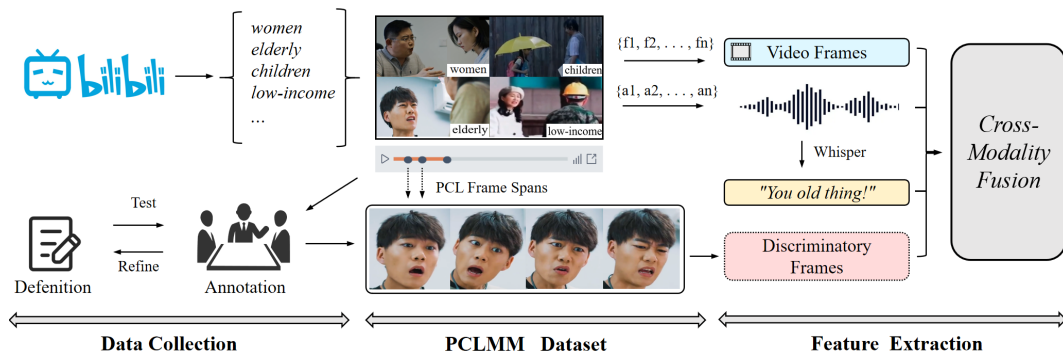 bilibili
women
elderly
children
low-income
...
women
children
elderly
low-income
{f1, f2, . . . , fn}
{a1, a2, . . . , an}
Video Frames
Whisper
"You old thing!"
Discriminatory
Frames
Cross-
Modality
Fusion
PCL Frame Spans
Test
Refine
Defenition
Annotation
Data Collection
PCLMM Dataset
Feature Extraction